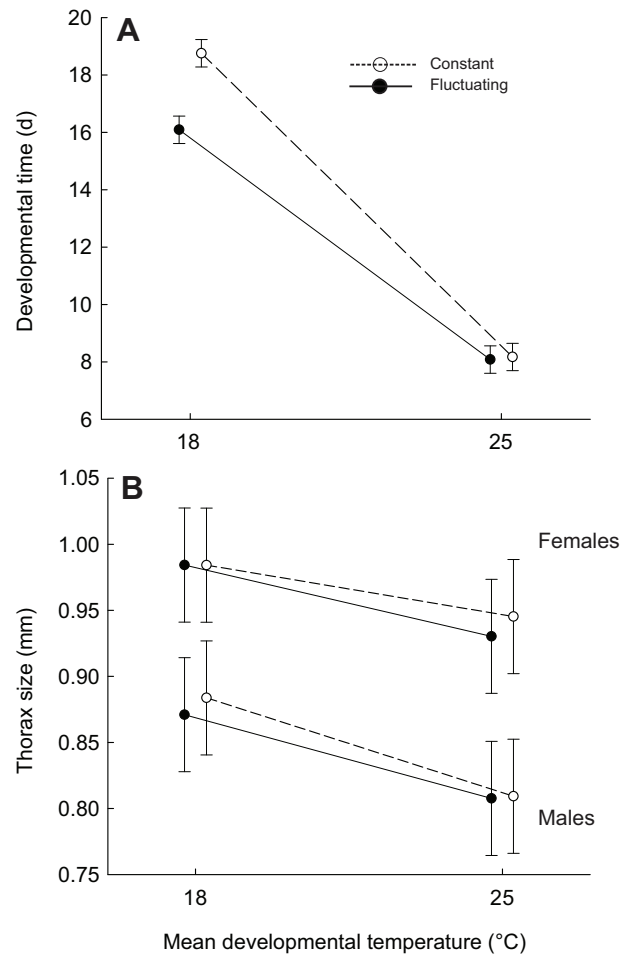 A
20
18
16
14
12
10
8
6
Developmental time (d)
Constant
Fluctuating
18
25
B
1.05
1.00
0.95
0.90
0.85
0.80
0.75
Thorax size (mm)
Females
Males
18
25
Mean developmental temperature (°C)